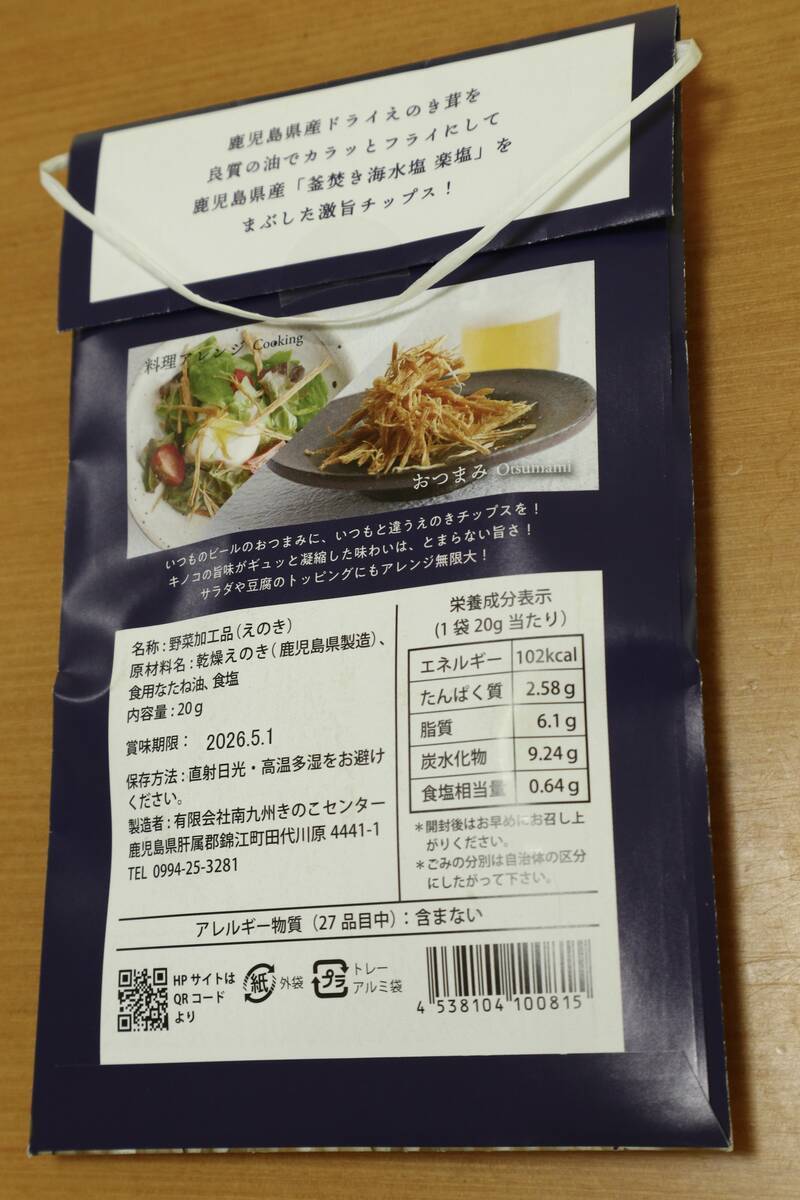 鹿児島県産ドライえのき茸を
良質の油でカラッとフライにして
鹿児島県産「釜焚き海水塩 楽塩」を
まぶした激旨チップス！
料理アレンジ Cooking
おつまみ Otsumami
いつものビールのおつまみに、いつもと違うえのきチップスを！
キノコの旨味がギュッと凝縮した味わいは、とまらない旨さ！
サラダや豆腐のトッピングにもアレンジ無限大！
名称：野菜加工品（えのき）
原材料名：乾燥えのき（鹿児島県製造）、
食用なたね油、食塩
内容量：20g
賞味期限： 2026.5.1
保存方法：直射日光・高温多湿をお避け
ください。
製造者：有限会社南九州きのこセンター
鹿児島県肝属郡錦江町田代川原 4441-1
TEL 0994-25-3281
栄養成分表示
(1 袋 20g 当たり)
エネルギー 102kcal
たんぱく質 2.58g
脂質 6.1g
炭水化物 9.24g
食塩相当量 0.64g
＊開封後はお早めにお召し上
がりください。
＊ごみの分別は自治体の区分
にしたがって下さい。
アレルギー物質（27 品目中）：含まない
HP サイトは
QR コード
より
紙 外袋
プラ トレー
アルミ袋
4 538104 100815